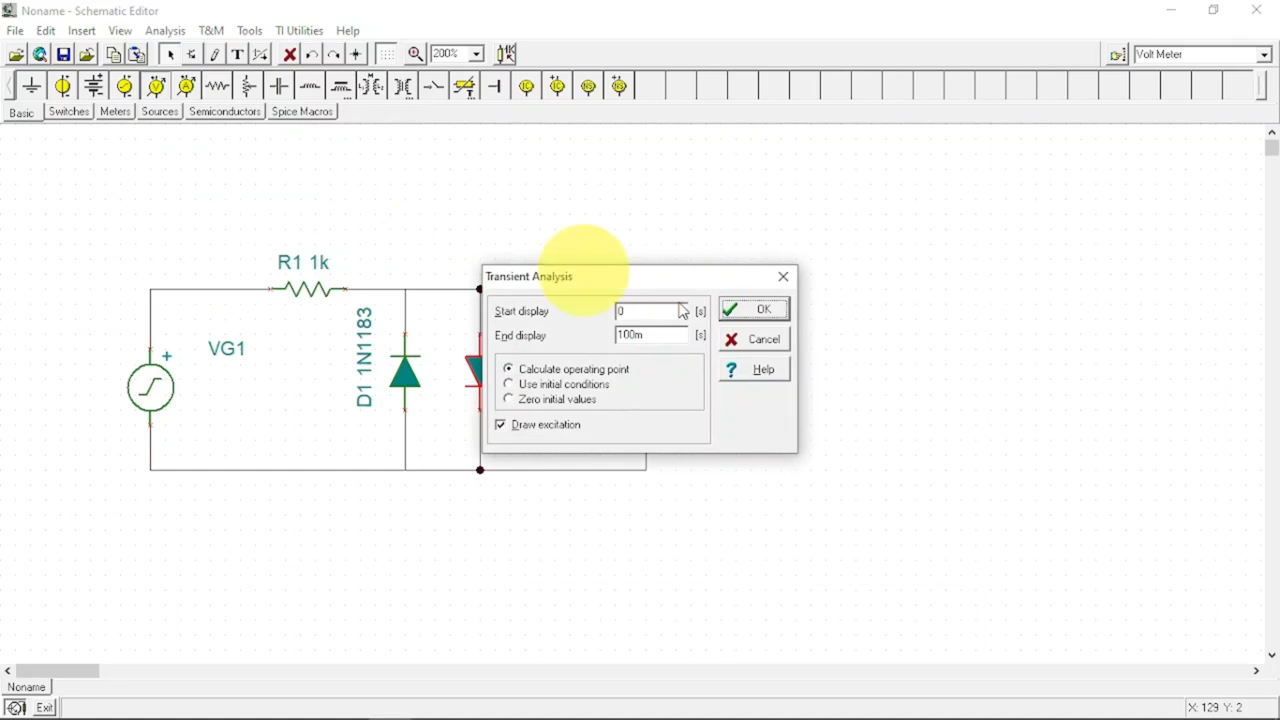 Noname - Schematic Editor
File Edit Insert View Analysis T&M Tools TI Utilities Help
200% Volt Meter
Basic Switches Meters Sources Semiconductors Spice Macros
R1 1k
VG1
D1 1N1183
Transient Analysis
Start display 0 [s] OK
End display 100m [s] Cancel
Calculate operating point Help
Use initial conditions
Zero initial values
Draw excitation
Noname
Exit X: 129 Y: 2